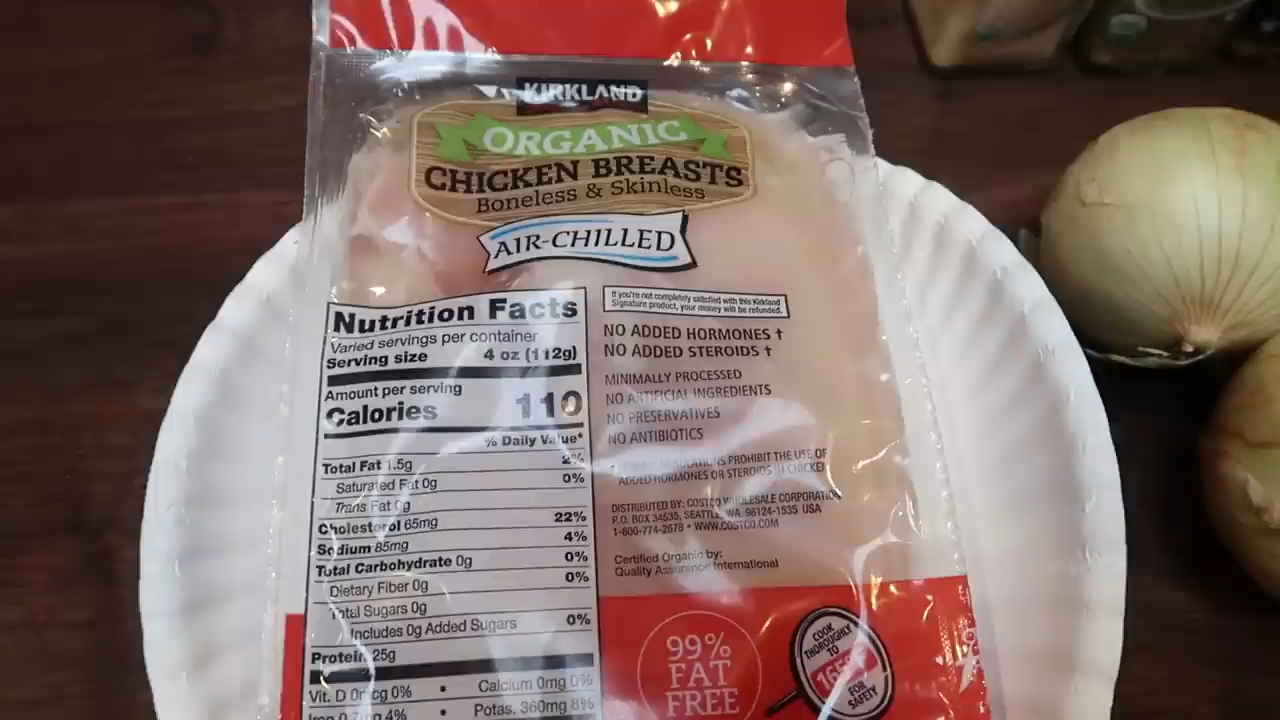 KIRKLAND
ORGANIC
CHICKEN BREASTS
Boneless & Skinless
AIR-CHILLED
Nutrition Facts
Varied servings per container
Serving size 4 oz (112g)
Amount per serving
Calories 110
% Daily Value*
Total Fat 1.5g 2%
Saturated Fat 0g 0%
Trans Fat 0g
Cholesterol 65mg 22%
Sodium 85mg 4%
Total Carbohydrate 0g 0%
Dietary Fiber 0g 0%
Total Sugars 0g
Includes 0g Added Sugars 0%
Protein 25g
Vit. D 0mcg 0% • Calcium 0mg 0%
Iron 0.7mg 4% • Potas. 360mg 8%
If you're not completely satisfied with this Kirkland
Signature product, your money will be refunded.
NO ADDED HORMONES †
NO ADDED STEROIDS †
MINIMALLY PROCESSED
NO ARTIFICIAL INGREDIENTS
NO PRESERVATIVES
NO ANTIBIOTICS
REGULATIONS PROHIBIT THE USE OF
ADDED HORMONES OR STEROIDS IN CHICKEN
DISTRIBUTED BY: COSTCO WHOLESALE CORPORATION
P.O. BOX 34535, SEATTLE, WA 98124-1535 USA
1-800-774-2678 * WWW.COSTCO.COM
Certified Organic by:
Quality Assurance International
99%
FAT
FREE
COOK
THOROUGHLY
TO
165°F
FOR
SAFETY